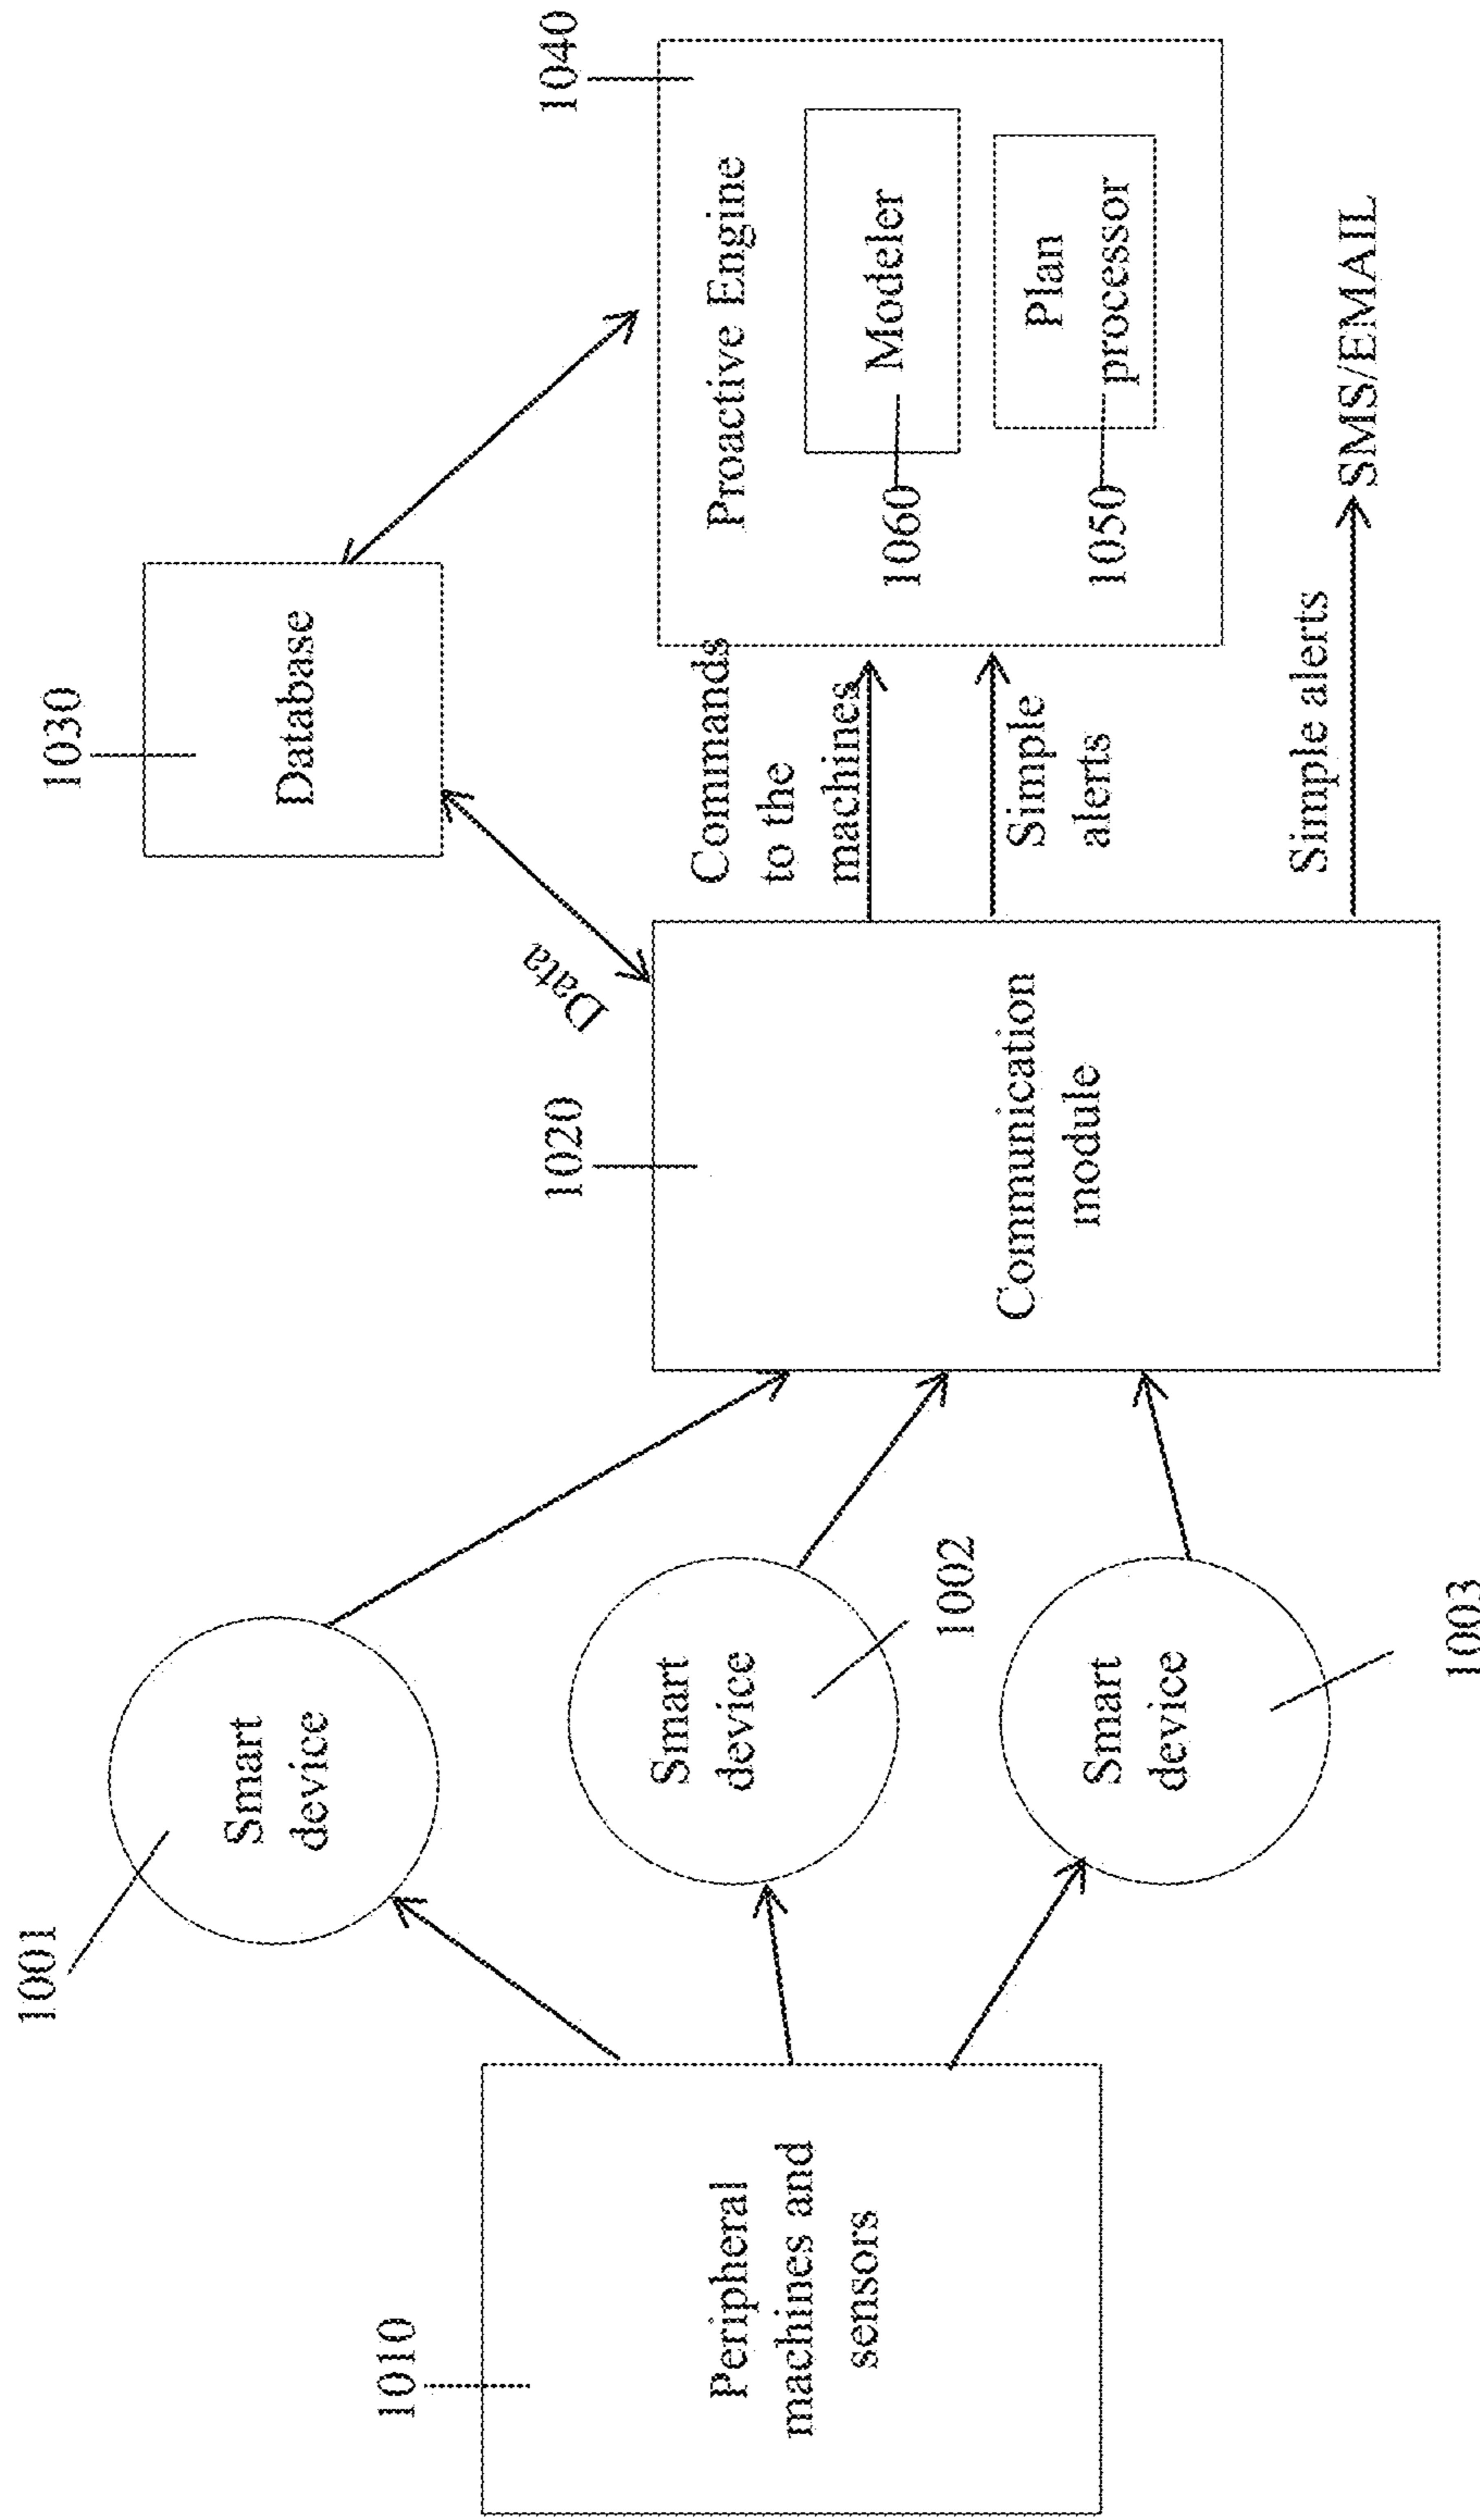 1010
Peripheral
machines and
sensors
1001
Smart
device
Smart
device
1002
Smart
device
1003
1020
Communication
module
Data
1030
Database
Commands
to the
machines
Simple
alerts
Simple alerts
SMS/EMAIL
1040
Proactive Engine
1060
Modeler
1050
Plan
processor